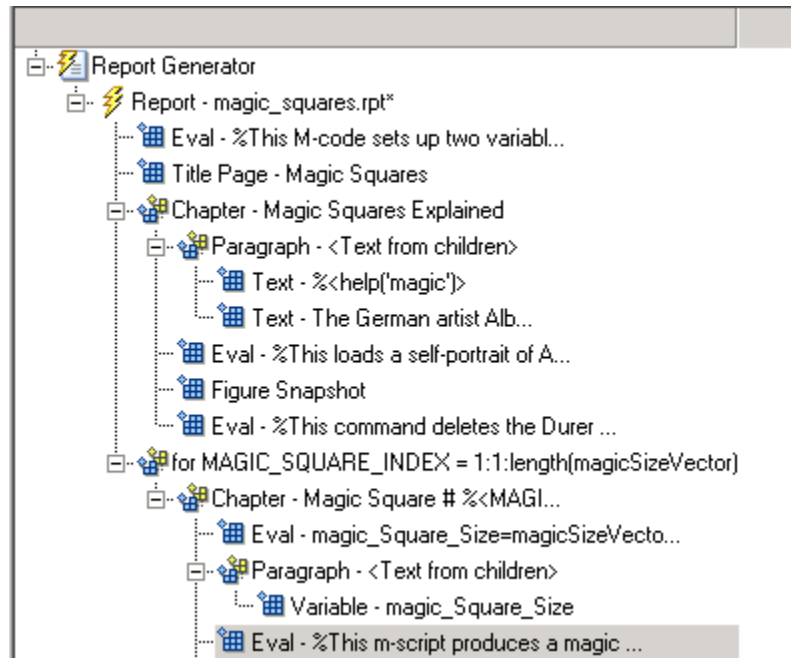 Report Generator
Report - magic_squares.rpt*
Eval - %This M-code sets up two variabl...
Title Page - Magic Squares
Chapter - Magic Squares Explained
Paragraph - <Text from children>
Text - %<help('magic')>
Text - The German artist Alb...
Eval - %This loads a self-portrait of A...
Figure Snapshot
Eval - %This command deletes the Durer ...
for MAGIC_SQUARE_INDEX = 1:1:length(magicSizeVector)
Chapter - Magic Square # %<MAGI...
Eval - magic_Square_Size=magicSizeVecto...
Paragraph - <Text from children>
Variable - magic_Square_Size
Eval - %This m-script produces a magic ...